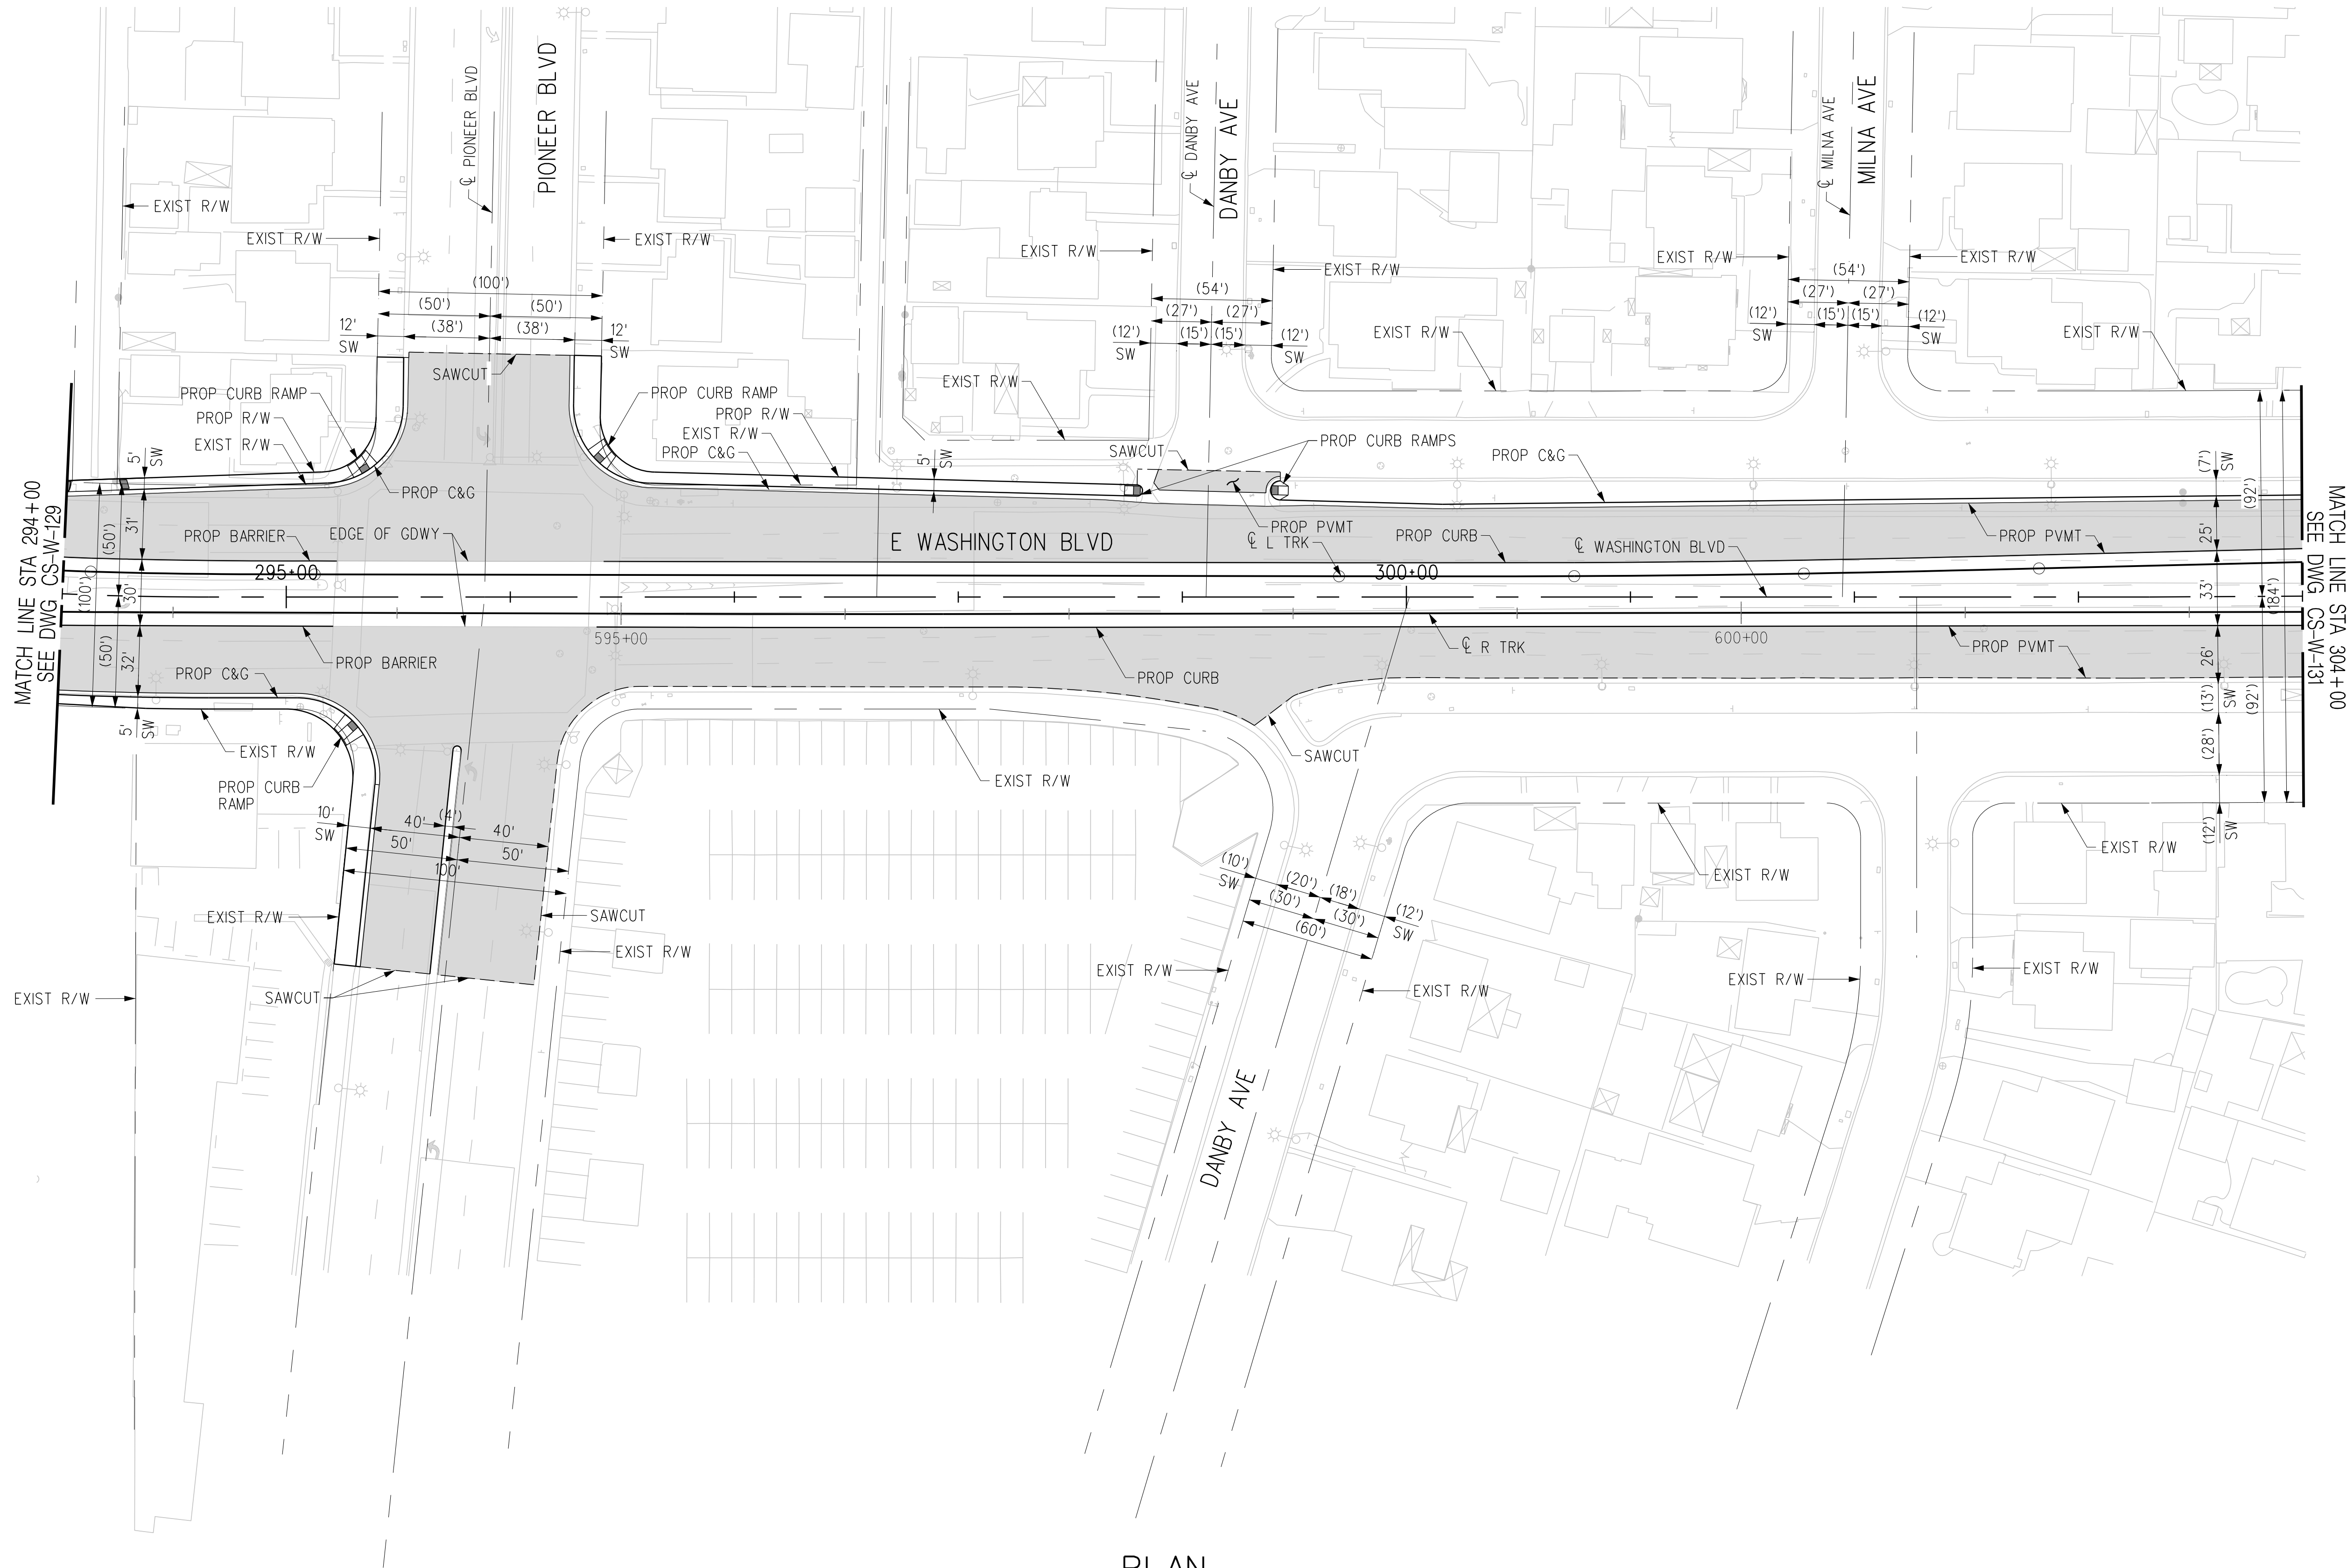 PIONEER BLVD
℄ PIONEER BLVD
℄ DANBY AVE
DANBY AVE
℄ MILNA AVE
MILNA AVE
EXIST R/W
EXIST R/W
EXIST R/W
EXIST R/W
EXIST R/W
EXIST R/W
EXIST R/W
(100')
(50')
(50')
12'
SW
(38')
(38')
12'
SW
(54')
(27')
(27')
(12')
SW
(15')
(15')
(12')
SW
(54')
(27')
(27')
(12')
SW
(15')
(15')
(12')
SW
EXIST R/W
EXIST R/W
SAWCUT
EXIST R/W
PROP CURB RAMP
PROP R/W
EXIST R/W
PROP CURB RAMP
PROP R/W
EXIST R/W
PROP C&G
PROP CURB RAMPS
SAWCUT
PROP C&G
5'
SW
5'
SW
(7')
SW
PROP C&G
MATCH LINE STA 294+00
SEE DWG CS-W-129
MATCH LINE STA 304+00
SEE DWG CS-W-131
(50')
31'
PROP BARRIER
EDGE OF GDWY
E WASHINGTON BLVD
PROP PVMT
℄ L TRK
PROP CURB
℄ WASHINGTON BLVD
PROP PVMT
25'
(92')
295+00
300+00
(100')
30'
33'
(184')
595+00
600+00
(50')
32'
PROP BARRIER
PROP C&G
PROP CURB
℄ R TRK
PROP PVMT
26'
(13')
SW
(92')
5'
SW
EXIST R/W
SAWCUT
(28')
PROP CURB
RAMP
EXIST R/W
10'
SW
40'
(4')
40'
50'
50'
100'
(12')
SW
EXIST R/W
EXIST R/W
(10')
SW
(20')
(18')
(30')
(30')
(12')
SW
(60')
EXIST R/W
SAWCUT
EXIST R/W
EXIST R/W
EXIST R/W
EXIST R/W
EXIST R/W
EXIST R/W
SAWCUT
EXIST R/W
DANBY AVE
PLAN